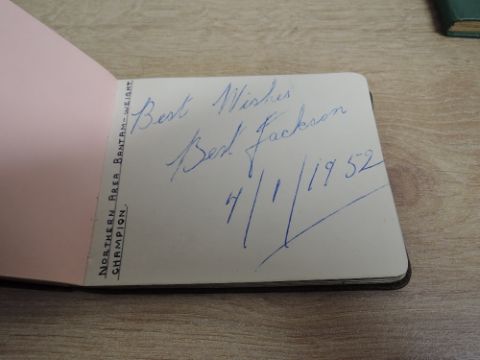 Best Wishes
Bert Jackson
4/1/1952
NORTHERN AREA BANTAM-WEIGHT
CHAMPION.